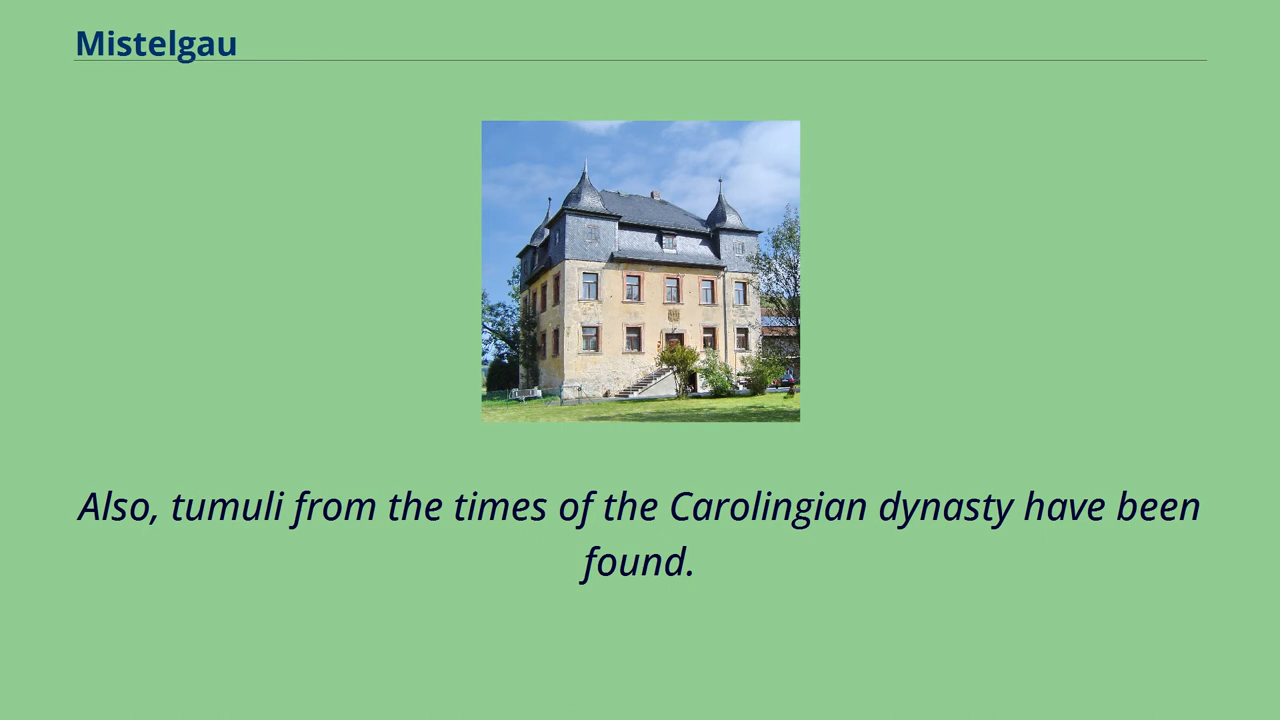 Mistelgau
Also, tumuli from the times of the Carolingian dynasty have been
found.